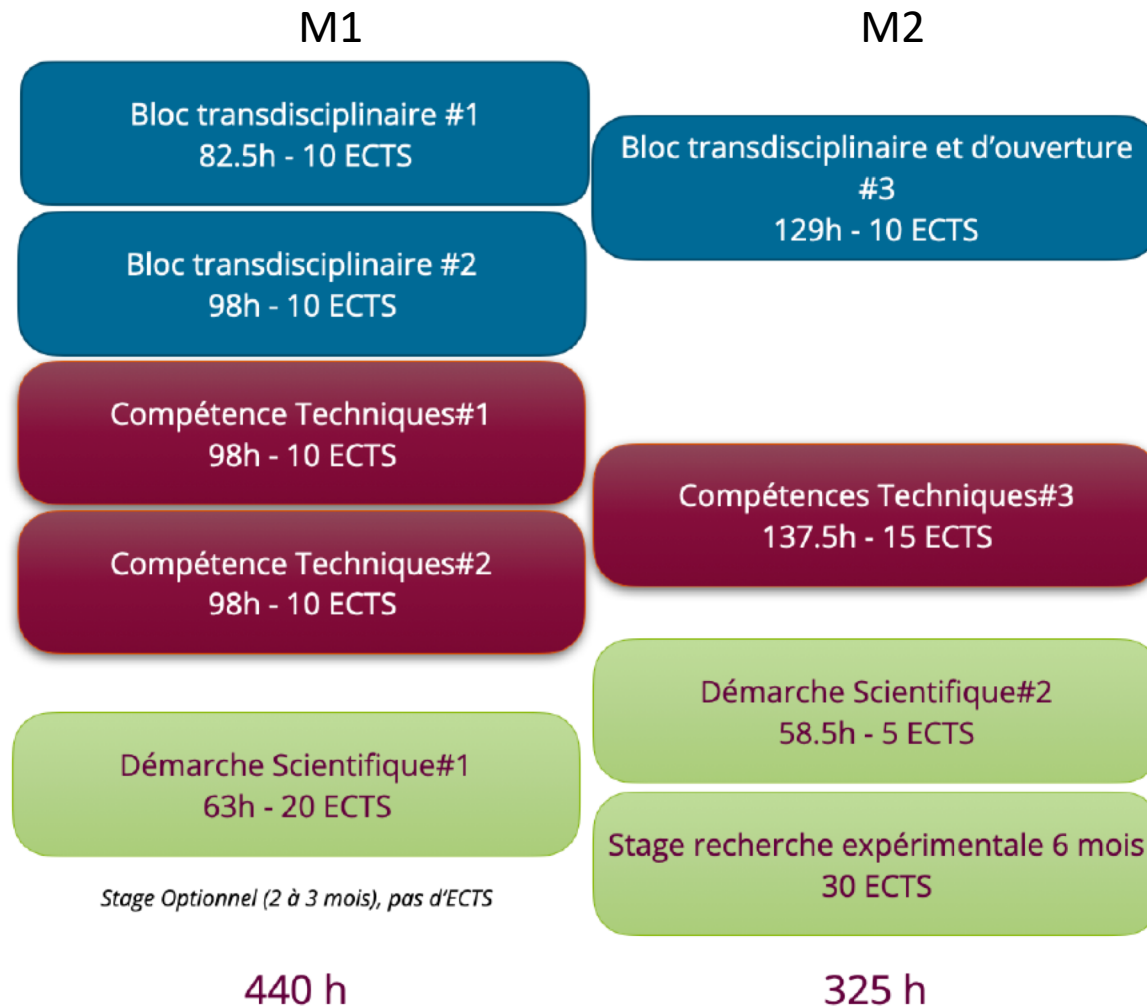 M1
Bloc transdisciplinaire #1
82.5h - 10 ECTS
Bloc transdisciplinaire #2
98h - 10 ECTS
Compétence Techniques#1
98h - 10 ECTS
Compétence Techniques#2
98h - 10 ECTS
Démarche Scientifique#1
63h - 20 ECTS
Stage Optionnel (2 à 3 mois), pas d'ECTS
440 h
M2
Bloc transdisciplinaire et d'ouverture
#3
129h - 10 ECTS
Compétences Techniques#3
137.5h - 15 ECTS
Démarche Scientifique#2
58.5h - 5 ECTS
Stage recherche expérimentale 6 mois
30 ECTS
325 h